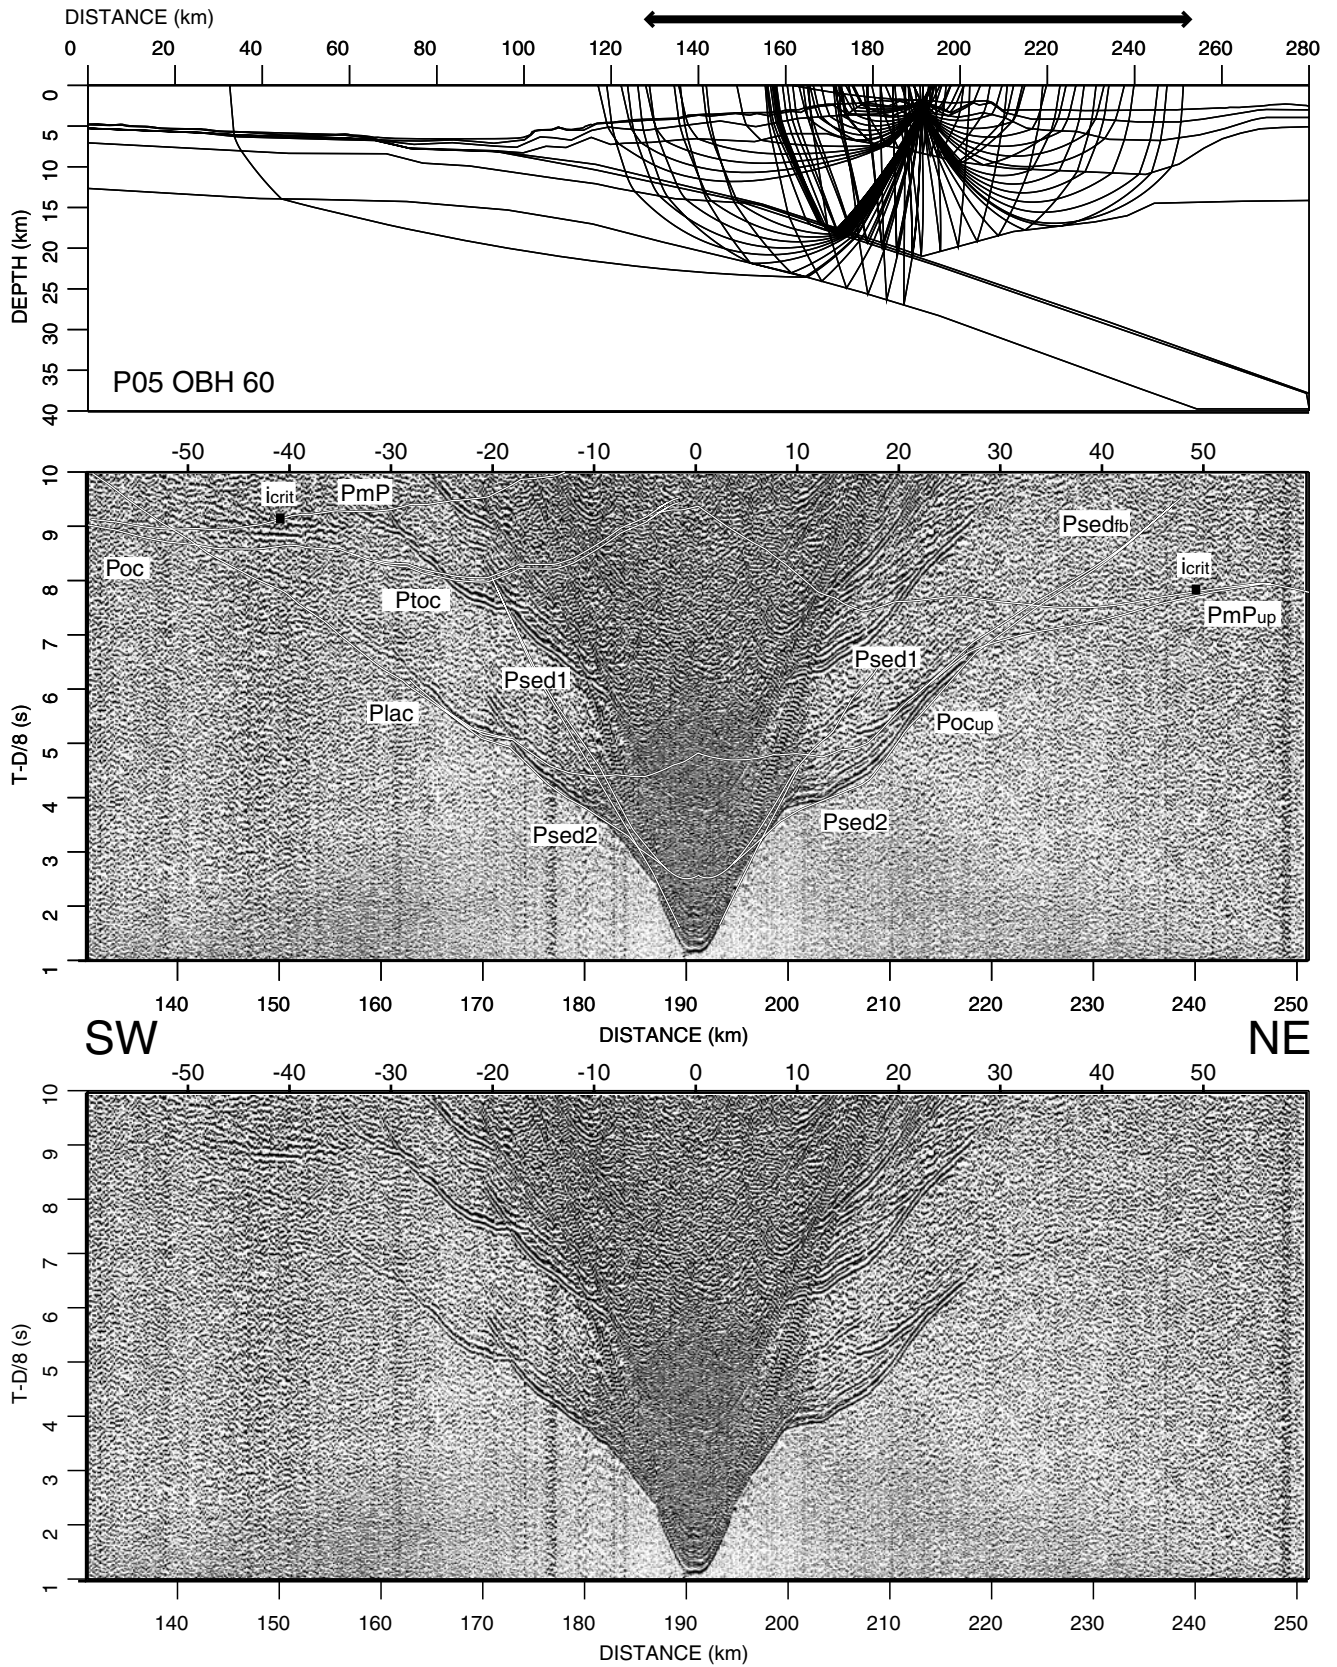 DISTANCE (km)
0 20 40 60 80 100 120 140 160 180 200 220 240 260 280
0
5
10
15
20
25
30
35
40
DEPTH (km)
P05 OBH 60
-50 -40 -30 -20 -10 0 10 20 30 40 50
10
9
8
7
6
5
4
3
2
1
T-D/8 (s)
icrit
PmP
Psedfb
Poc
icrit
Ptoc
PmPup
Psed1
Psed1
Plac
Pocup
Psed2
Psed2
140 150 160 170 180 190 200 210 220 230 240 250
DISTANCE (km)
SW
NE
-50 -40 -30 -20 -10 0 10 20 30 40 50
10
9
8
7
6
5
4
3
2
1
T-D/8 (s)
140 150 160 170 180 190 200 210 220 230 240 250
DISTANCE (km)